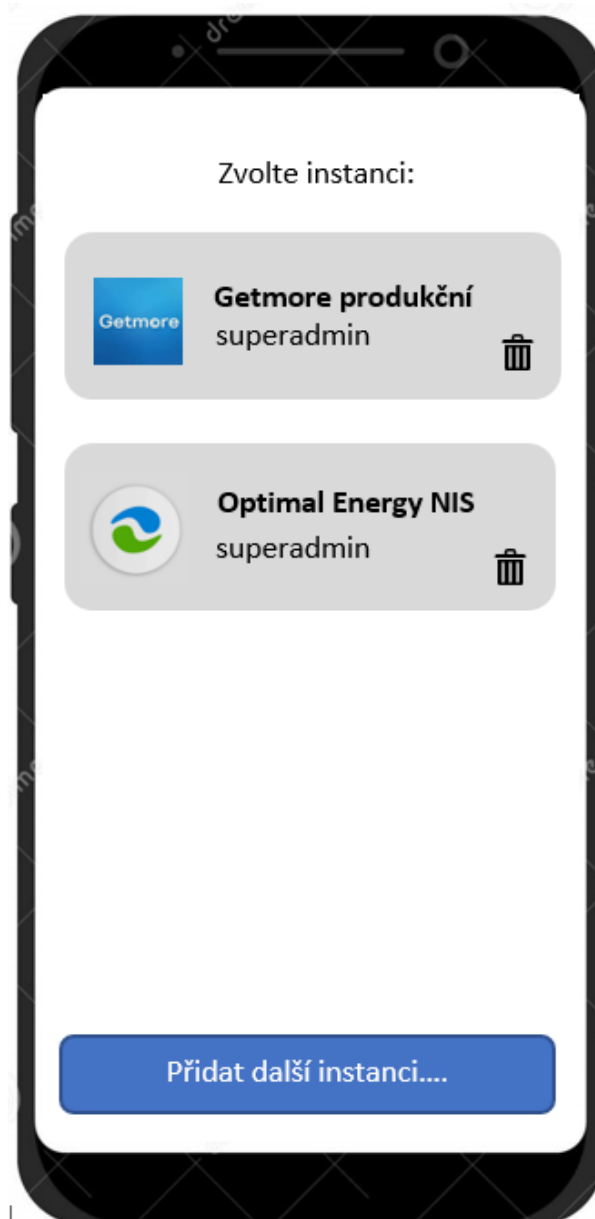 Zvolte instanci:
Getmore
Getmore produkční
superadmin
Optimal Energy NIS
superadmin
Přidat další instanci....